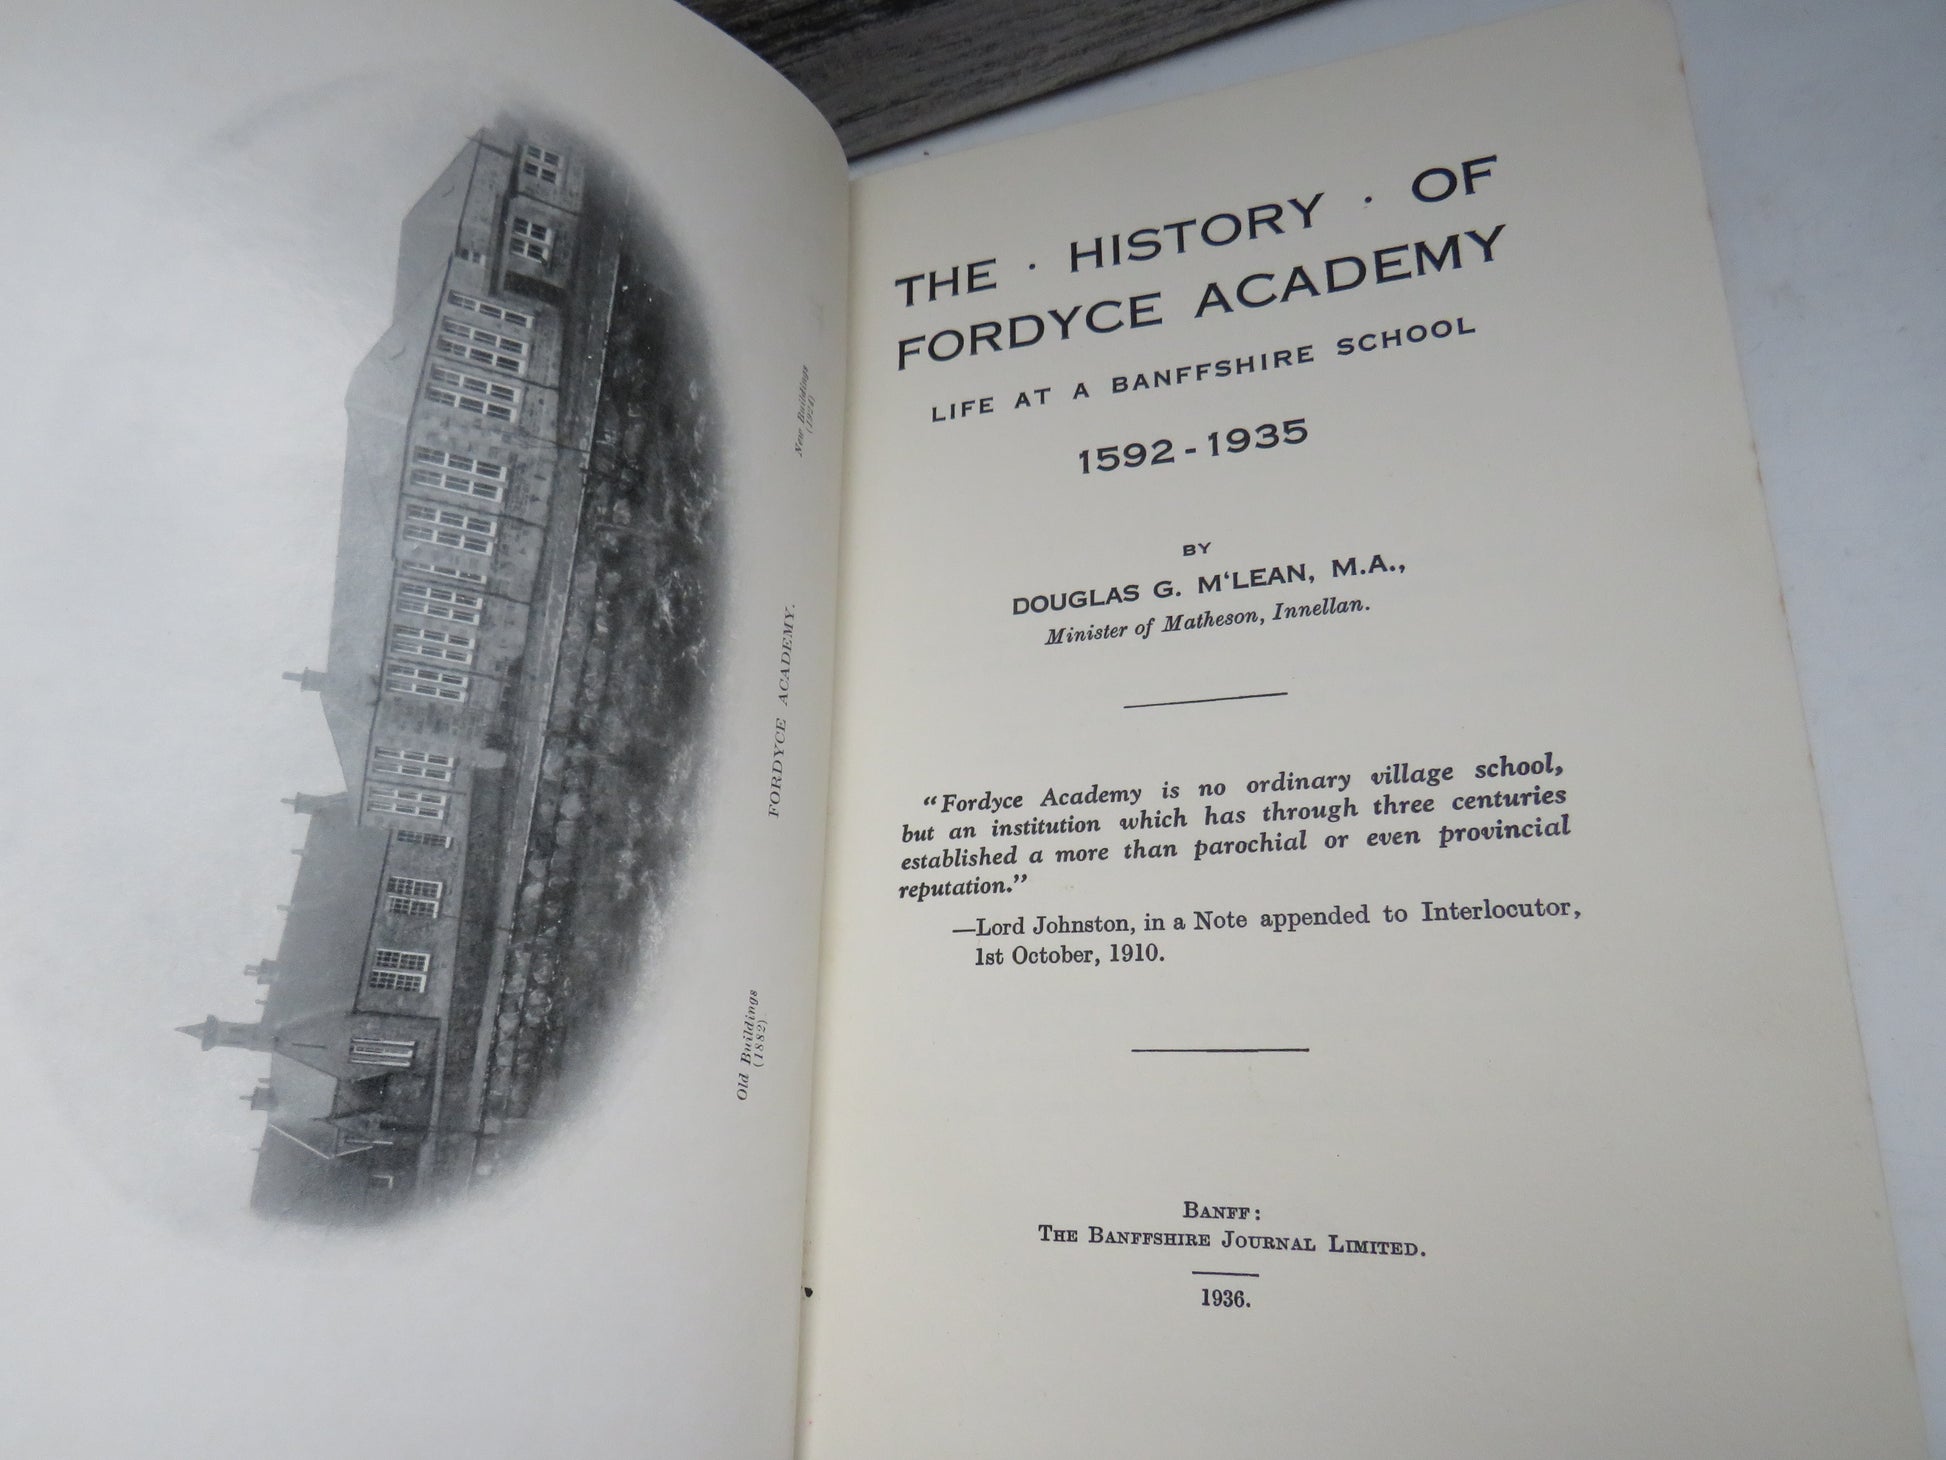 FORDYCE ACADEMY.
Old Buildings
(1882).
New Buildings
(1924)
THE · HISTORY · OF
FORDYCE ACADEMY
LIFE AT A BANFFSHIRE SCHOOL
1592-1935
BY
DOUGLAS G. M‘LEAN, M.A.,
Minister of Matheson, Innellan.
“Fordyce Academy is no ordinary village school,
but an institution which has through three centuries
established a more than parochial or even provincial
reputation.”
—Lord Johnston, in a Note appended to Interlocutor,
1st October, 1910.
BANFF:
THE BANFFSHIRE JOURNAL LIMITED.
1936.